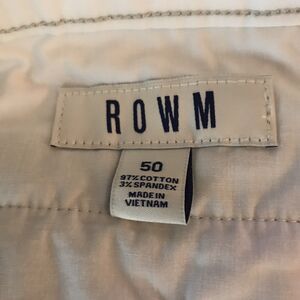 ROWM
50
97% COTTON
3% SPANDEX
MADE IN
VIETNAM